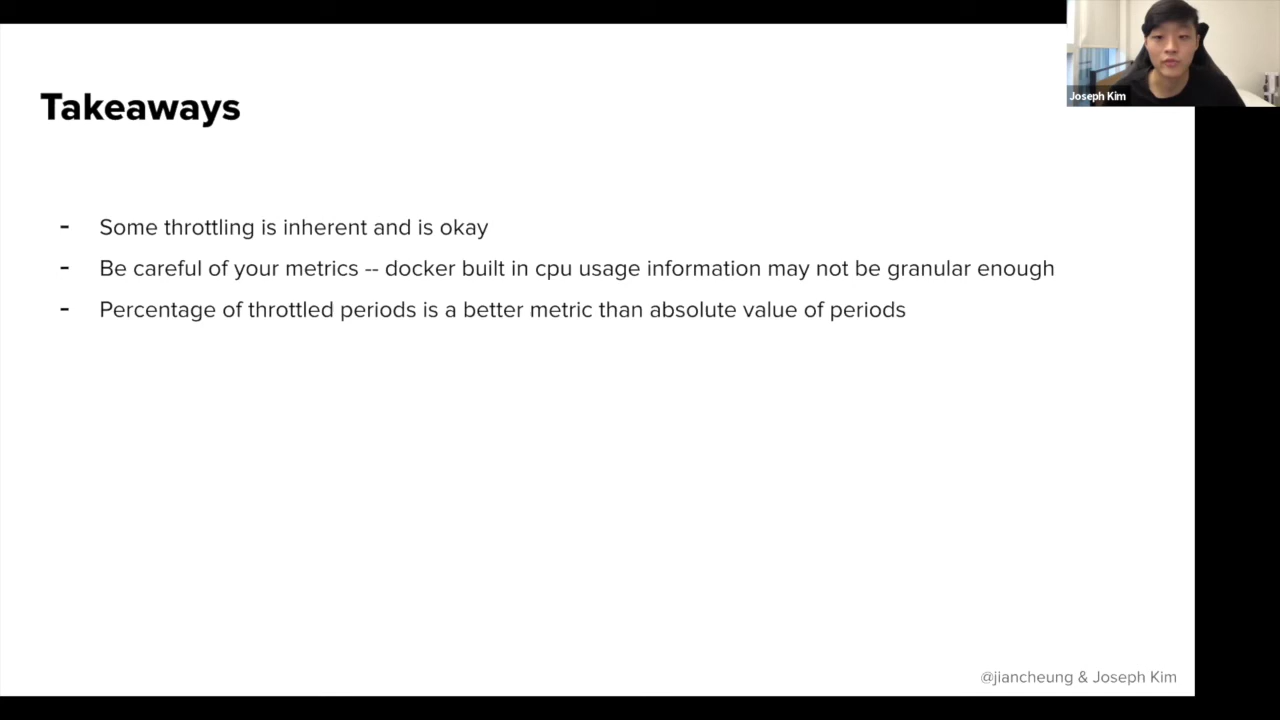 Joseph Kim
Takeaways
- Some throttling is inherent and is okay
- Be careful of your metrics -- docker built in cpu usage information may not be granular enough
- Percentage of throttled periods is a better metric than absolute value of periods
@jiancheung & Joseph Kim